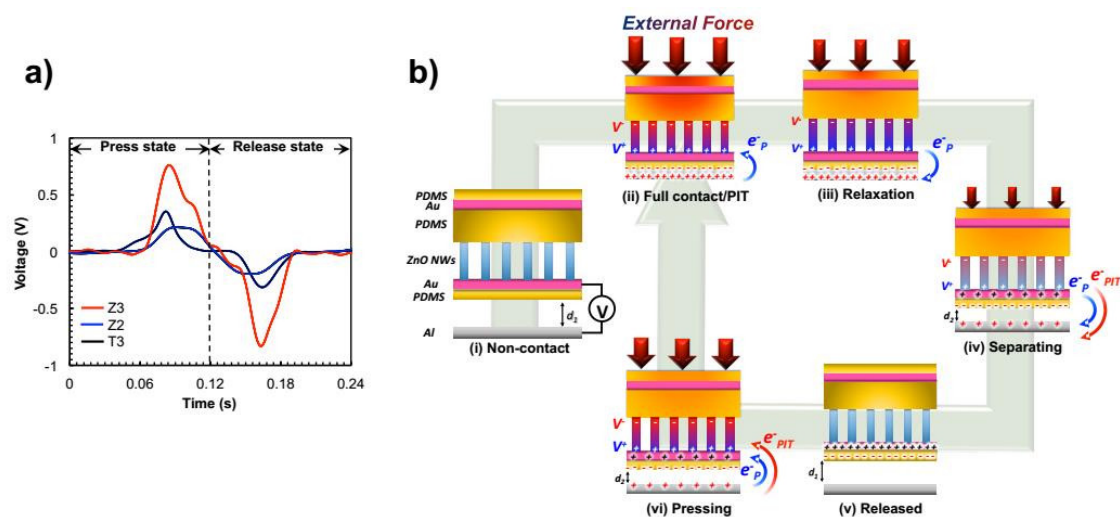 a)
Press state
Release state
Voltage (V)
1
0.5
0
-0.5
-1
Z3
Z2
T3
0 0.06 0.12 0.18 0.24
Time (s)
b)
External Force
V-
V+
e-P
(ii) Full contact/PIT
V-
V+
e-P
(iii) Relaxation
PDMS
Au
PDMS
ZnO NWs
Au
PDMS
d1
V
Al
(i) Non-contact
V-
V+
e-P
e-PIT
d2
(iv) Separating
V-
V+
e-PIT
e-P
d2
(vi) Pressing
d1
(v) Released